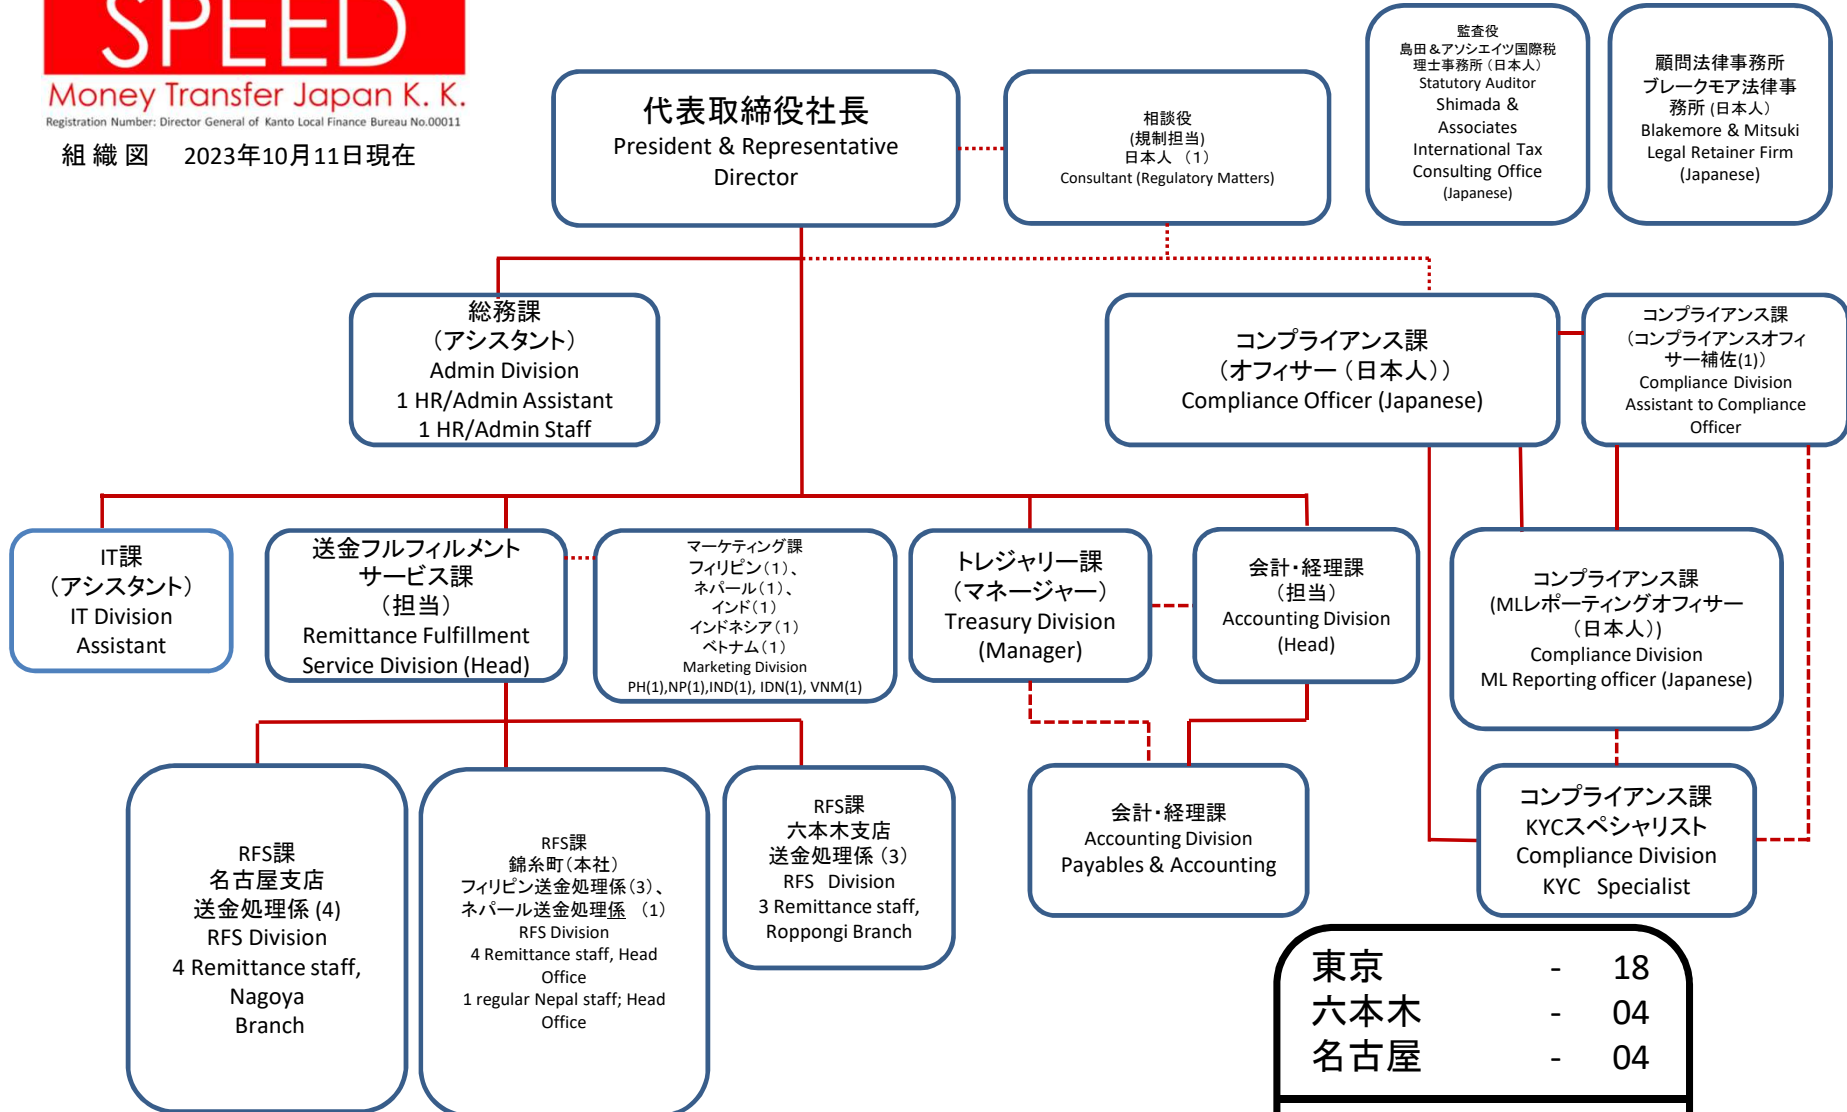 SPEED
Money Transfer Japan K. K.
Registration Number: Director General of Kanto Local Finance Bureau No.00011
組 織 図 2023年10月11日現在
代表取締役社長
President & Representative
Director
相談役
(規制担当)
日本人 （1）
Consultant (Regulatory Matters)
監査役
島田＆アソシエイツ国際税
理士事務所（日本人）
Statutory Auditor
Shimada &
Associates
International Tax
Consulting Office
(Japanese)
顧問法律事務所
ブレークモア法律事
務所 (日本人）
Blakemore & Mitsuki
Legal Retainer Firm
(Japanese)
総務課
（アシスタント）
Admin Division
1 HR/Admin Assistant
1 HR/Admin Staff
コンプライアンス課
（オフィサー（日本人））
Compliance Officer (Japanese)
コンプライアンス課
（コンプライアンスオフィ
サー補佐(1)）
Compliance Division
Assistant to Compliance
Officer
IT課
（アシスタント）
IT Division
Assistant
送金フルフィルメント
サービス課
（担当）
Remittance Fulfillment
Service Division (Head)
マーケティング課
フィリピン（1）、
ネパール（1）、
インド（1）
インドネシア（1）
ベトナム（1）
Marketing Division
PH(1),NP(1),IND(1), IDN(1), VNM(1)
トレジャリー課
（マネージャー）
Treasury Division
(Manager)
会計・経理課
（担当）
Accounting Division
(Head)
コンプライアンス課
(MLレポーティングオフィサー
（日本人）)
Compliance Division
ML Reporting officer (Japanese)
RFS課
名古屋支店
送金処理係 (4)
RFS Division
4 Remittance staff,
Nagoya
Branch
RFS課
錦糸町（本社）
フィリピン送金処理係（3）、
ネパール送金処理係 （1）
RFS Division
4 Remittance staff, Head
Office
1 regular Nepal staff; Head
Office
RFS課
六本木支店
送金処理係（3）
RFS Division
3 Remittance staff,
Roppongi Branch
会計・経理課
Accounting Division
Payables & Accounting
コンプライアンス課
KYCスペシャリスト
Compliance Division
KYC Specialist
東京 - 18
六本木 - 04
名古屋 - 04